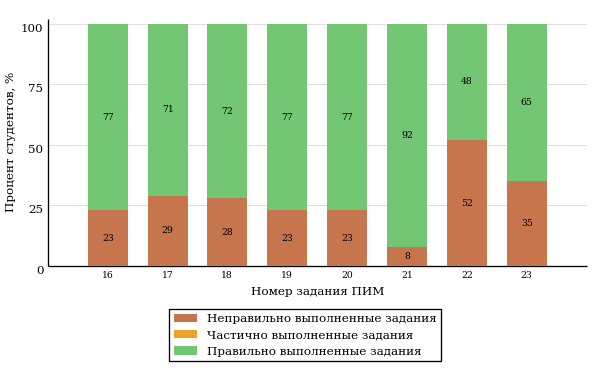 Процент студентов, %
100
75
50
25
0
77 71 72 77 77 92 48 65
23 29 28 23 23 8 52 35
16 17 18 19 20 21 22 23
Номер задания ПИМ
Неправильно выполненные задания
Частично выполненные задания
Правильно выполненные задания